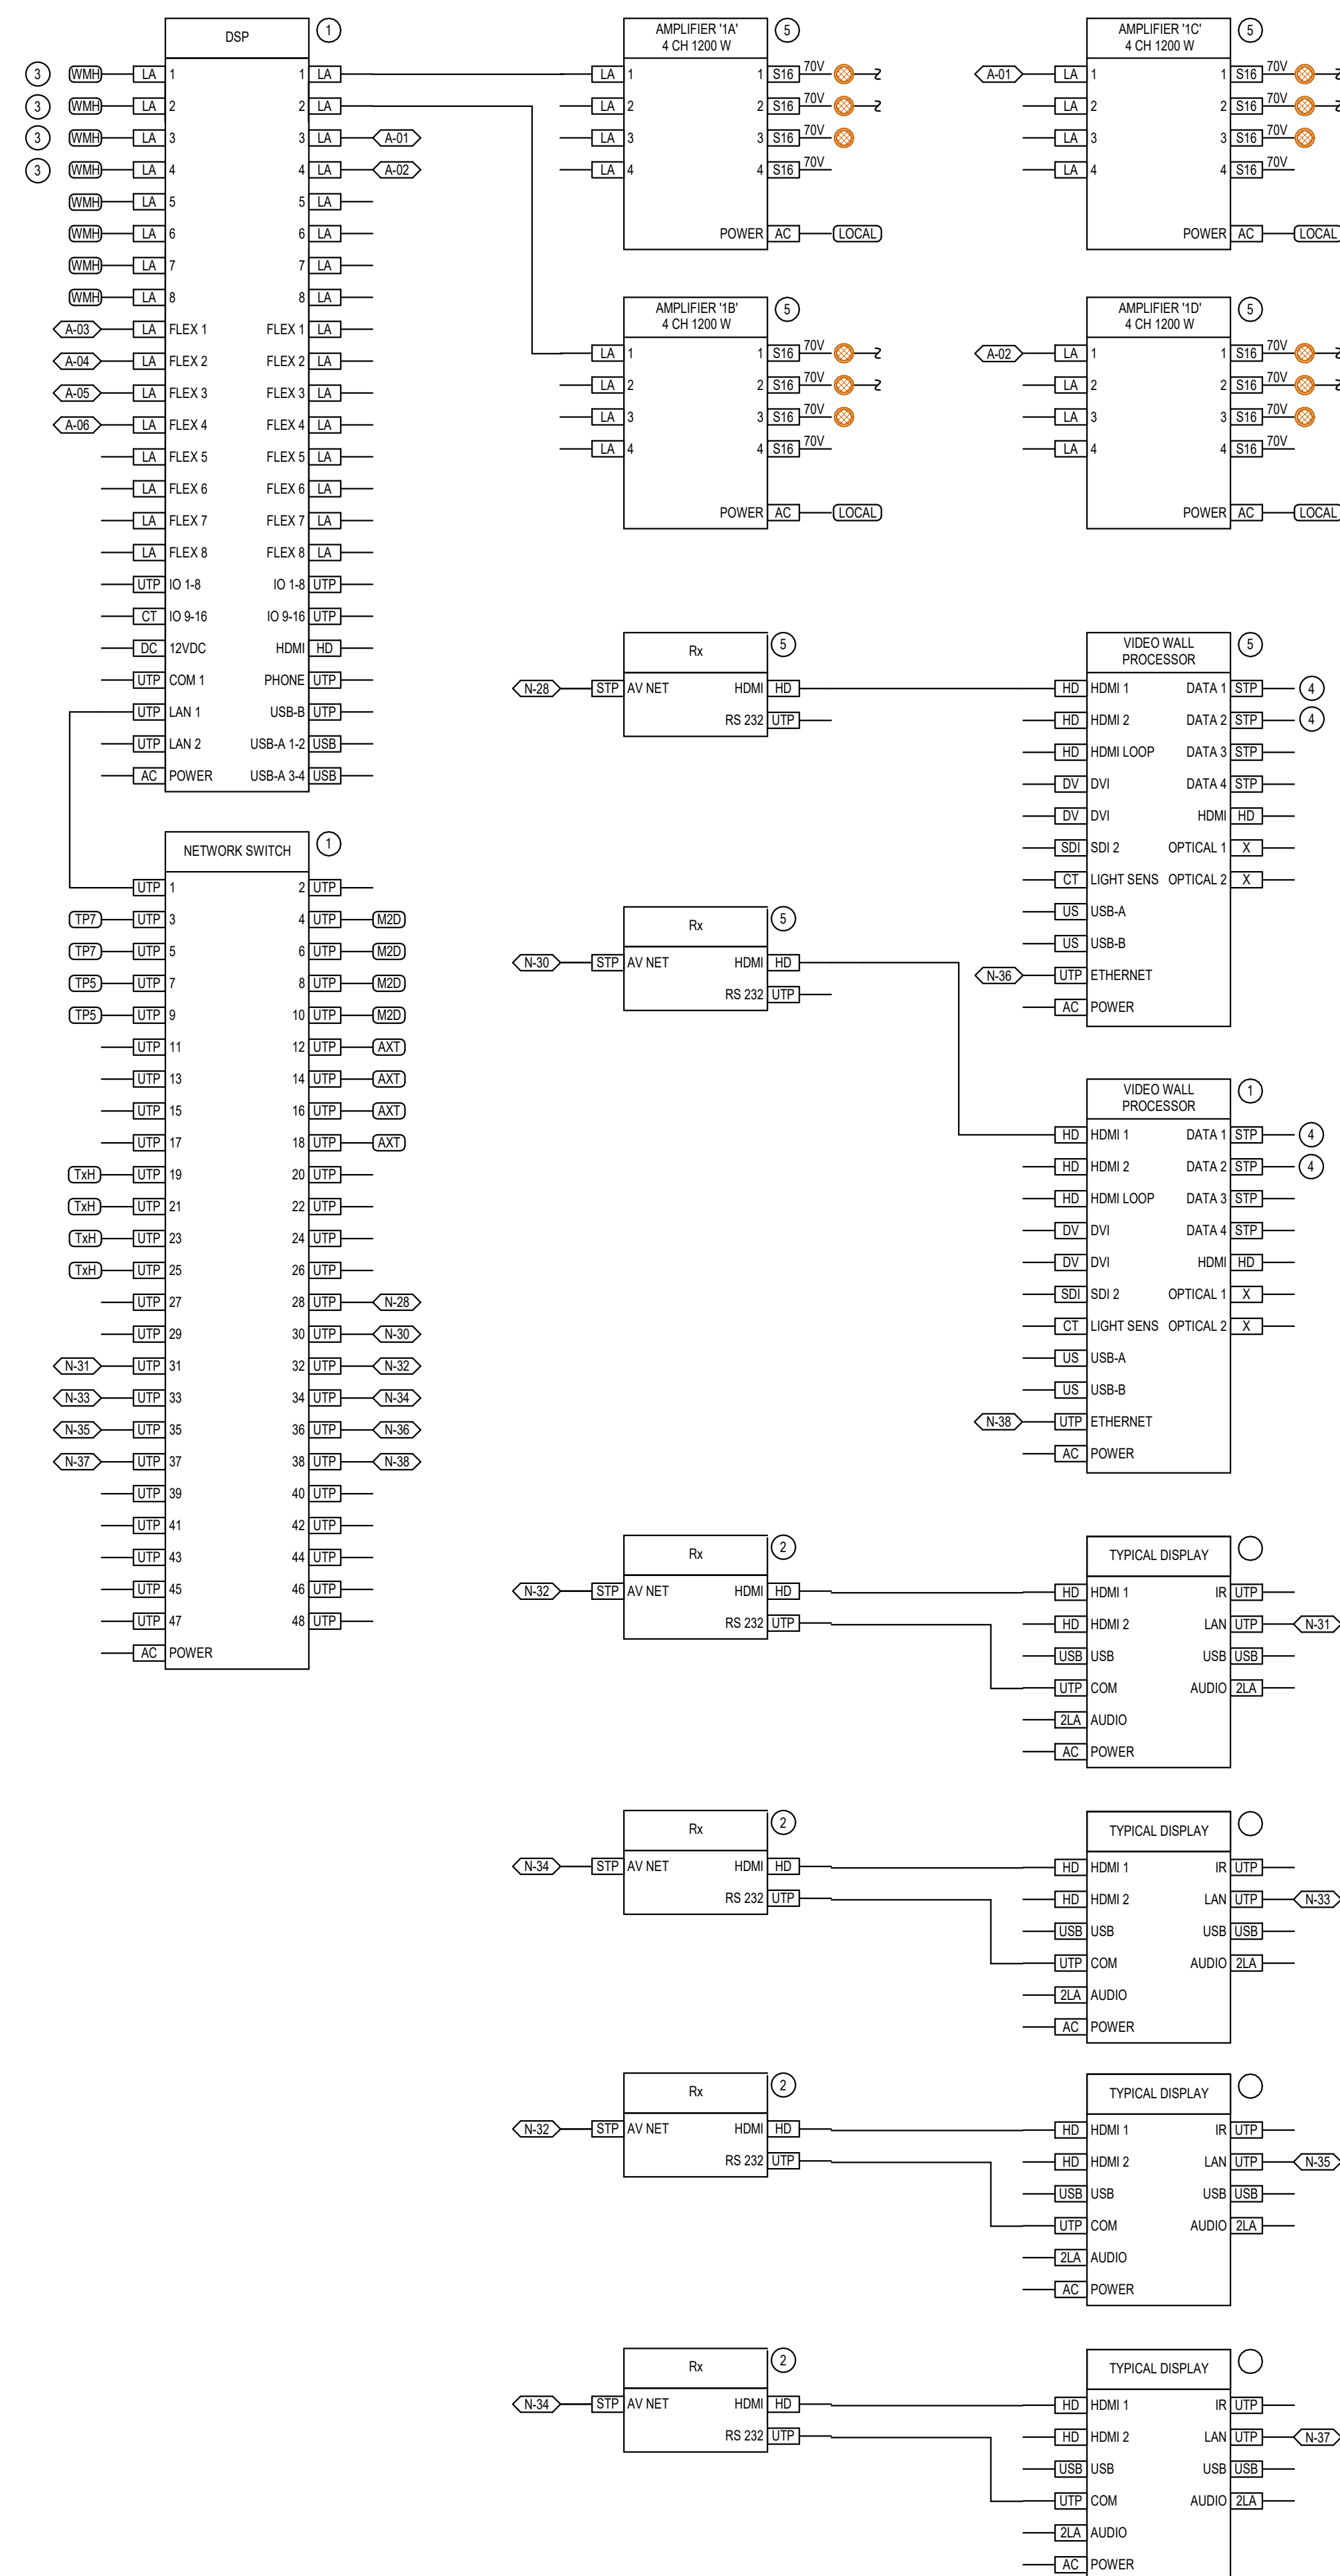 DSP
1
3 WMH LA 1 1 LA
3 WMH LA 2 2 LA
3 WMH LA 3 3 LA A-01
3 WMH LA 4 4 LA A-02
WMH LA 5 5 LA
WMH LA 6 6 LA
WMH LA 7 7 LA
WMH LA 8 8 LA
A-03 LA FLEX 1 FLEX 1 LA
A-04 LA FLEX 2 FLEX 2 LA
A-05 LA FLEX 3 FLEX 3 LA
A-06 LA FLEX 4 FLEX 4 LA
LA FLEX 5 FLEX 5 LA
LA FLEX 6 FLEX 6 LA
LA FLEX 7 FLEX 7 LA
LA FLEX 8 FLEX 8 LA
UTP IO 1-8 IO 1-8 UTP
CT IO 9-16 IO 9-16 UTP
DC 12VDC HDMI HD
UTP COM 1 PHONE UTP
UTP LAN 1 USB-B UTP
UTP LAN 2 USB-A 1-2 USB
AC POWER USB-A 3-4 USB
NETWORK SWITCH
1
UTP 1 2 UTP
TP7 UTP 3 4 UTP M2D
TP7 UTP 5 6 UTP M2D
TP5 UTP 7 8 UTP M2D
TP5 UTP 9 10 UTP M2D
UTP 11 12 UTP AXT
UTP 13 14 UTP AXT
UTP 15 16 UTP AXT
UTP 17 18 UTP AXT
TxH UTP 19 20 UTP
TxH UTP 21 22 UTP
TxH UTP 23 24 UTP
TxH UTP 25 26 UTP
UTP 27 28 UTP N-28
UTP 29 30 UTP N-30
N-31 UTP 31 32 UTP N-32
N-33 UTP 33 34 UTP N-34
N-35 UTP 35 36 UTP N-36
N-37 UTP 37 38 UTP N-38
UTP 39 40 UTP
UTP 41 42 UTP
UTP 43 44 UTP
UTP 45 46 UTP
UTP 47 48 UTP
AC POWER
AMPLIFIER '1A'
4 CH 1200 W
5
LA 1 1 S16 70V
LA 2 2 S16 70V
LA 3 3 S16 70V
LA 4 4 S16 70V
POWER AC LOCAL
AMPLIFIER '1B'
4 CH 1200 W
5
LA 1 1 S16 70V
LA 2 2 S16 70V
LA 3 3 S16 70V
LA 4 4 S16 70V
POWER AC LOCAL
AMPLIFIER '1C'
4 CH 1200 W
5
A-01 LA 1 1 S16 70V
LA 2 2 S16 70V
LA 3 3 S16 70V
LA 4 4 S16 70V
POWER AC LOCAL
AMPLIFIER '1D'
4 CH 1200 W
5
A-02 LA 1 1 S16 70V
LA 2 2 S16 70V
LA 3 3 S16 70V
LA 4 4 S16 70V
POWER AC LOCAL
Rx
5
N-28 STP AV NET HDMI HD
RS 232 UTP
VIDEO WALL
PROCESSOR
5
HD HDMI 1 DATA 1 STP 4
HD HDMI 2 DATA 2 STP 4
HD HDMI LOOP DATA 3 STP
DV DVI DATA 4 STP
DV DVI HDMI HD
SDI SDI 2 OPTICAL 1 X
CT LIGHT SENS OPTICAL 2 X
US USB-A
US USB-B
N-36 UTP ETHERNET
AC POWER
Rx
5
N-30 STP AV NET HDMI HD
RS 232 UTP
VIDEO WALL
PROCESSOR
1
HD HDMI 1 DATA 1 STP 4
HD HDMI 2 DATA 2 STP 4
HD HDMI LOOP DATA 3 STP
DV DVI DATA 4 STP
DV DVI HDMI HD
SDI SDI 2 OPTICAL 1 X
CT LIGHT SENS OPTICAL 2 X
US USB-A
US USB-B
N-38 UTP ETHERNET
AC POWER
Rx
2
N-32 STP AV NET HDMI HD
RS 232 UTP
TYPICAL DISPLAY
HD HDMI 1 IR UTP
HD HDMI 2 LAN UTP N-31
USB USB USB USB
UTP COM AUDIO 2LA
2LA AUDIO
AC POWER
Rx
2
N-34 STP AV NET HDMI HD
RS 232 UTP
TYPICAL DISPLAY
HD HDMI 1 IR UTP
HD HDMI 2 LAN UTP N-33
USB USB USB USB
UTP COM AUDIO 2LA
2LA AUDIO
AC POWER
Rx
2
N-32 STP AV NET HDMI HD
RS 232 UTP
TYPICAL DISPLAY
HD HDMI 1 IR UTP
HD HDMI 2 LAN UTP N-35
USB USB USB USB
UTP COM AUDIO 2LA
2LA AUDIO
AC POWER
Rx
2
N-34 STP AV NET HDMI HD
RS 232 UTP
TYPICAL DISPLAY
HD HDMI 1 IR UTP
HD HDMI 2 LAN UTP N-37
USB USB USB USB
UTP COM AUDIO 2LA
2LA AUDIO
AC POWER